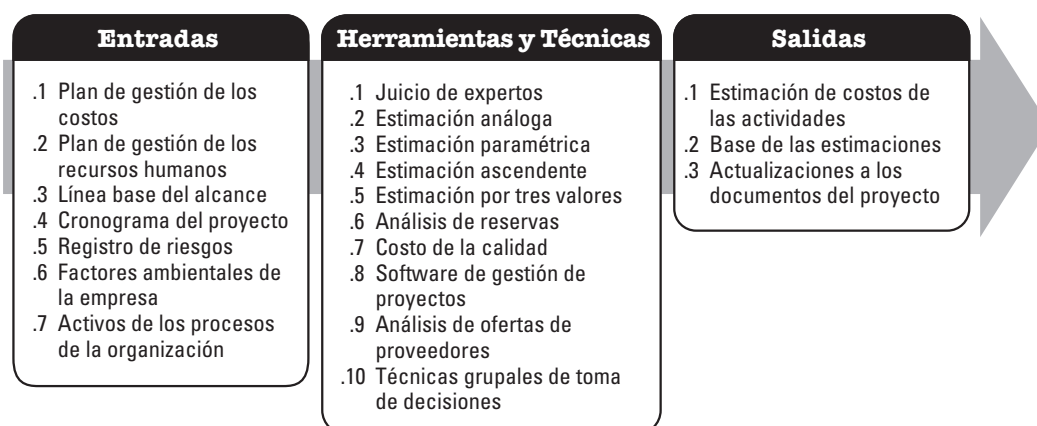 Entradas
.1 Plan de gestión de los
costos
.2 Plan de gestión de los
recursos humanos
.3 Línea base del alcance
.4 Cronograma del proyecto
.5 Registro de riesgos
.6 Factores ambientales de
la empresa
.7 Activos de los procesos
de la organización
Herramientas y Técnicas
.1 Juicio de expertos
.2 Estimación análoga
.3 Estimación paramétrica
.4 Estimación ascendente
.5 Estimación por tres valores
.6 Análisis de reservas
.7 Costo de la calidad
.8 Software de gestión de
proyectos
.9 Análisis de ofertas de
proveedores
.10 Técnicas grupales de toma
de decisiones
Salidas
.1 Estimación de costos de
las actividades
.2 Base de las estimaciones
.3 Actualizaciones a los
documentos del proyecto